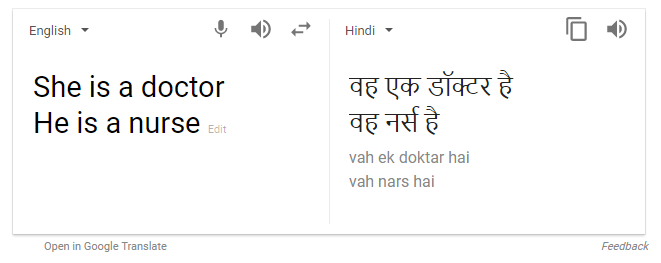 English Hindi
She is a doctor
He is a nurse Edit
वह एक डॉक्टर है
वह नर्स है
vah ek doktar hai
vah nars hai
Open in Google Translate Feedback